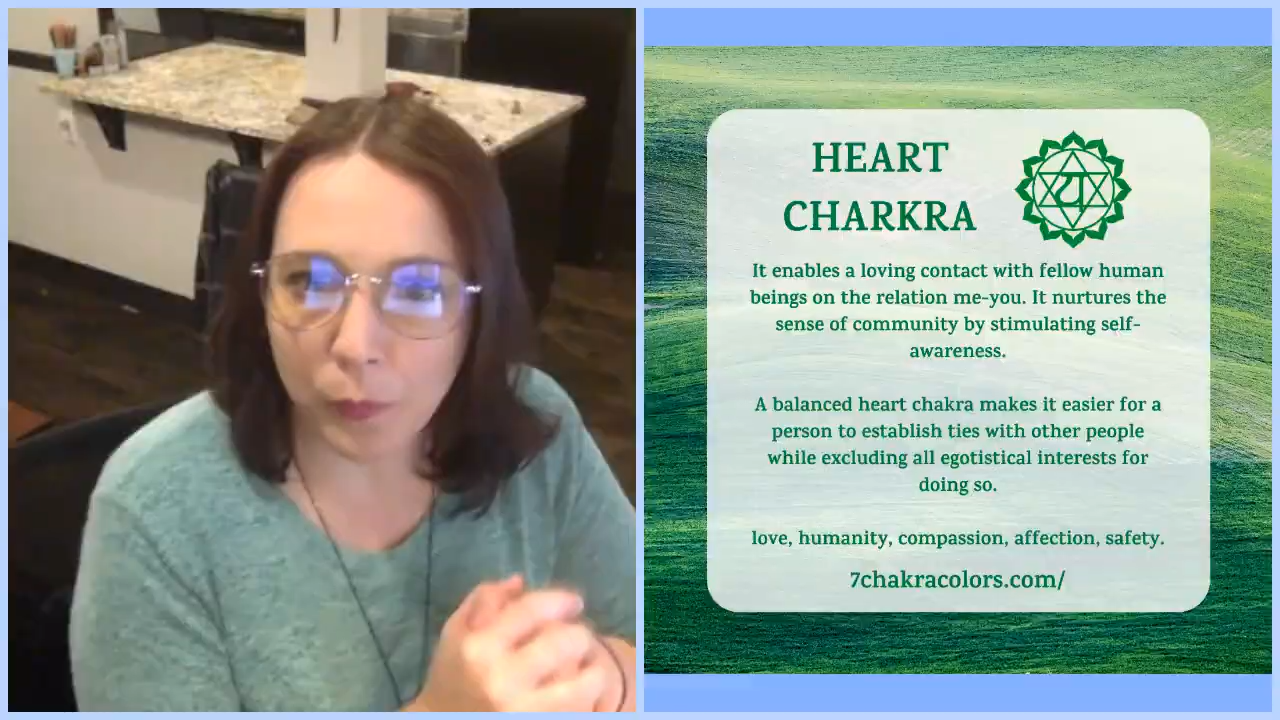 HEART
CHARKRA
यं
It enables a loving contact with fellow human
beings on the relation me-you. It nurtures the
sense of community by stimulating self-
awareness.
A balanced heart chakra makes it easier for a
person to establish ties with other people
while excluding all egotistical interests for
doing so.
love, humanity, compassion, affection, safety.
7chakracolors.com/